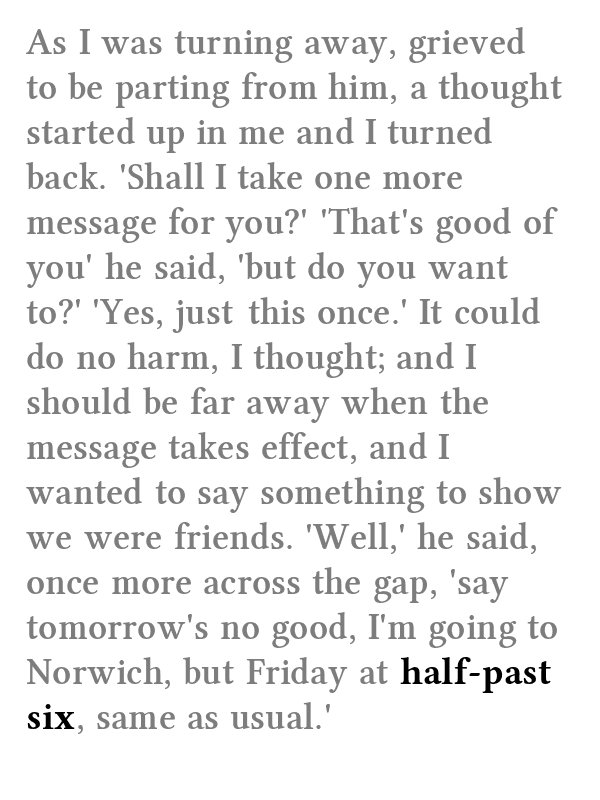 As I was turning away, grieved
to be parting from him, a thought
started up in me and I turned
back. 'Shall I take one more
message for you?' 'That's good of
you' he said, 'but do you want
to?' 'Yes, just this once.' It could
do no harm, I thought; and I
should be far away when the
message takes effect, and I
wanted to say something to show
we were friends. 'Well,' he said,
once more across the gap, 'say
tomorrow's no good, I'm going to
Norwich, but Friday at half-past
six, same as usual.'